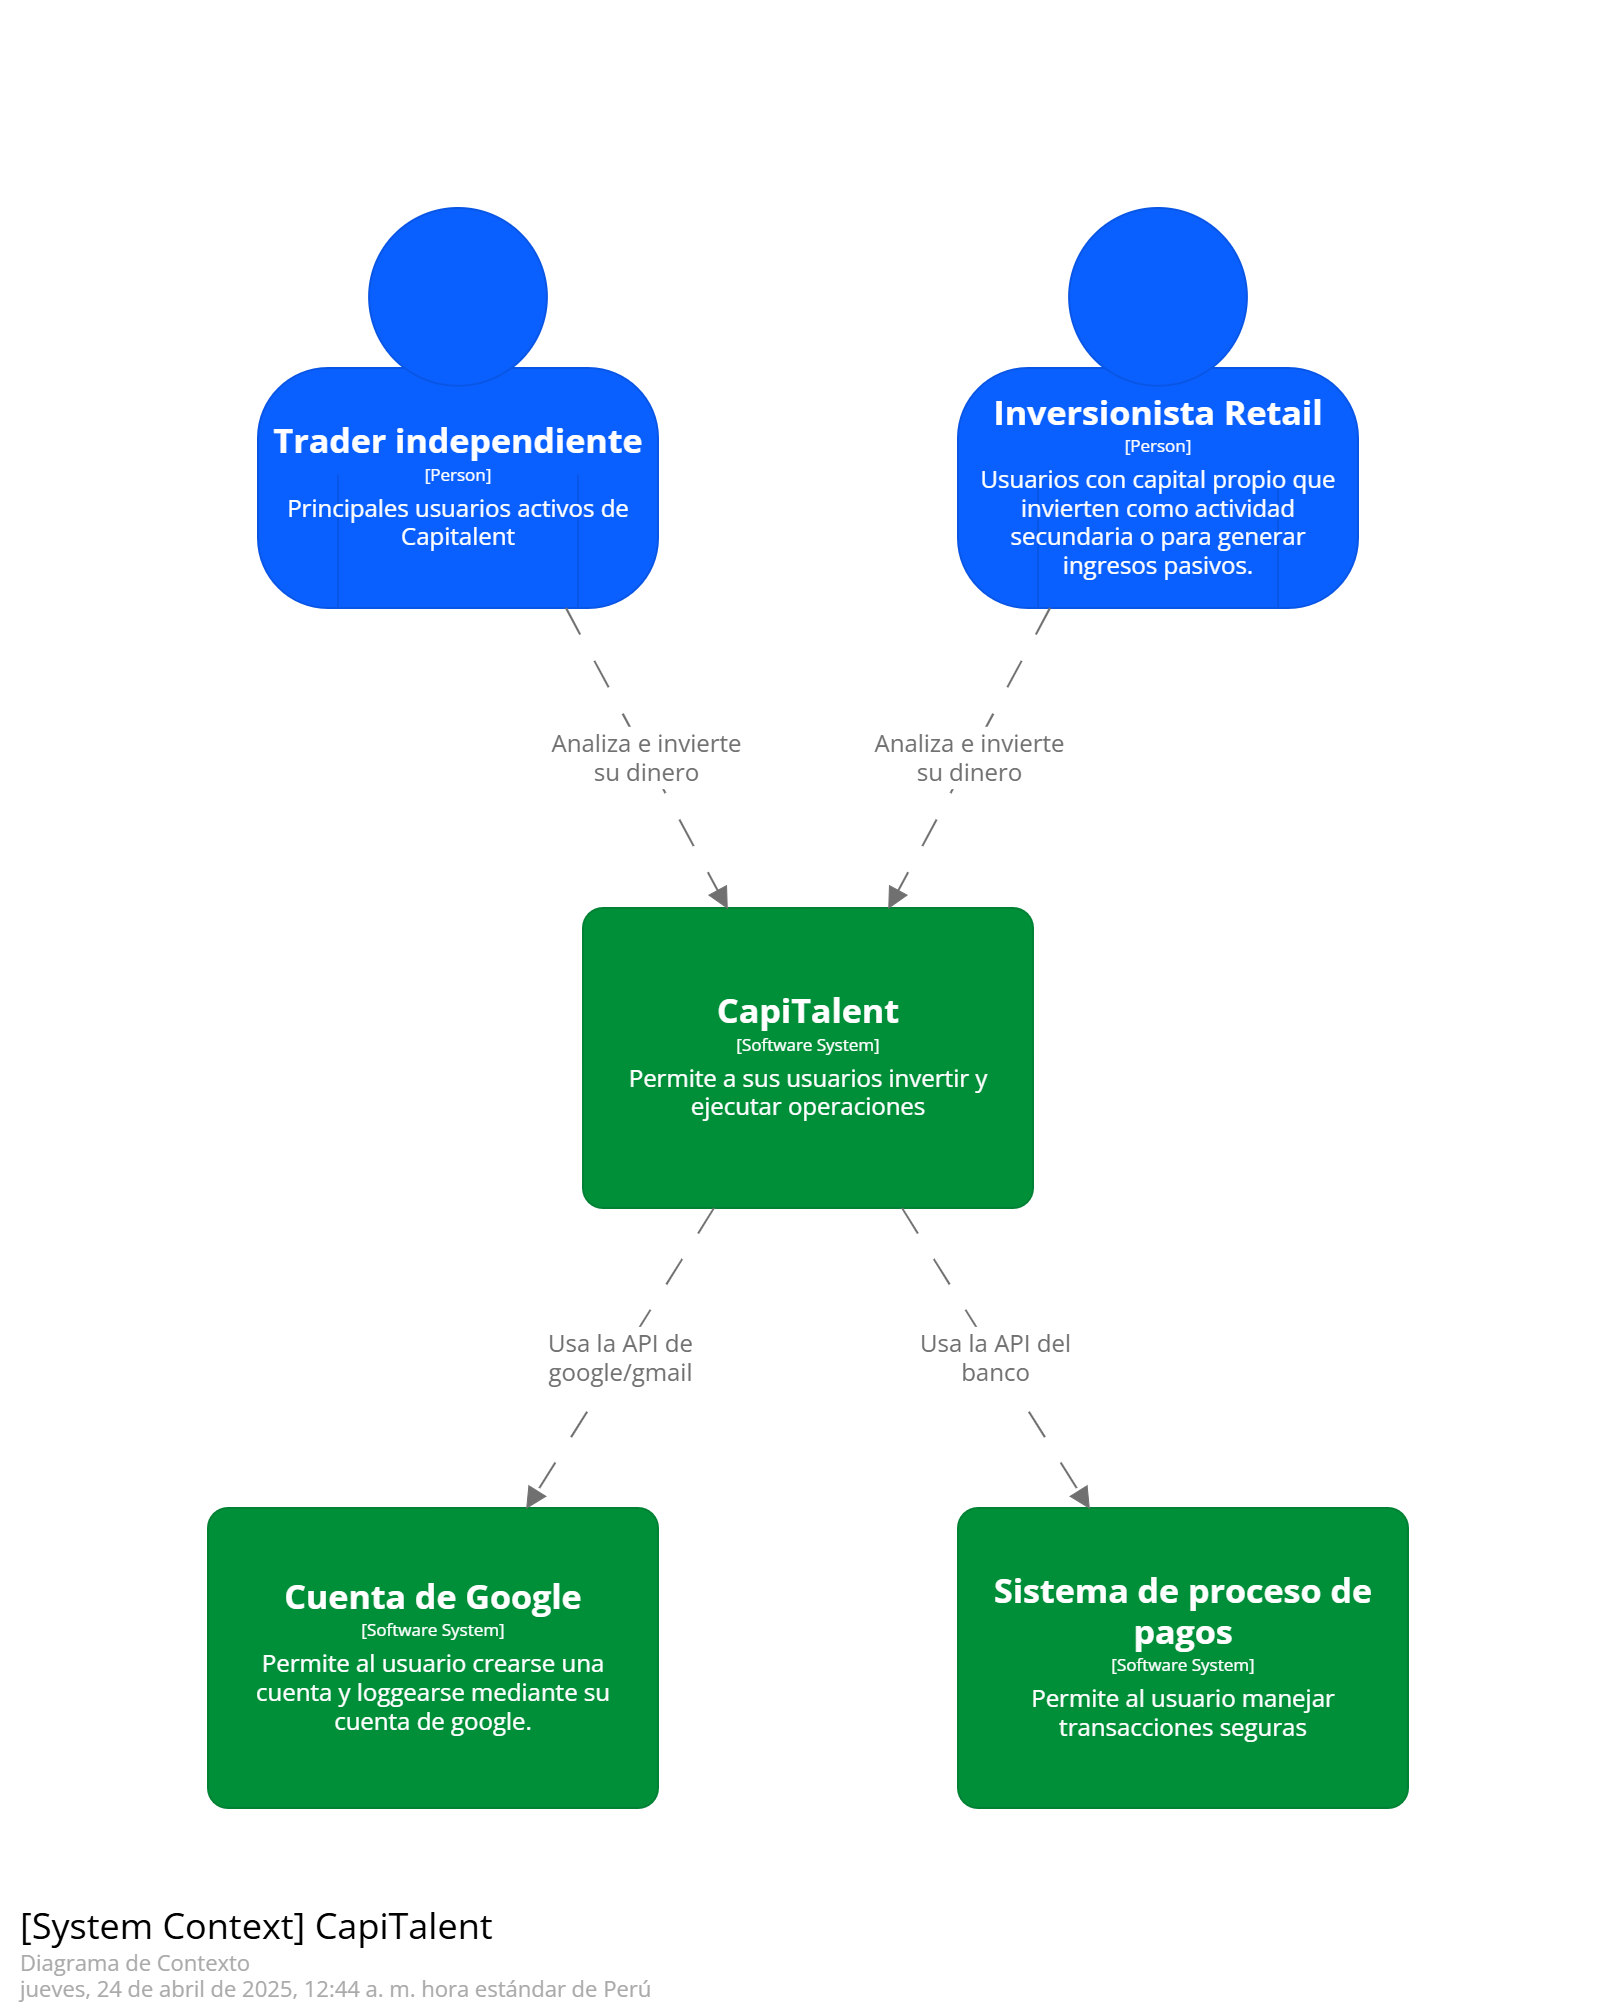 Trader independiente
[Person]
Principales usuarios activos de
Capitalent
Inversionista Retail
[Person]
Usuarios con capital propio que
invierten como actividad
secundaria o para generar
ingresos pasivos.
Analiza e invierte
su dinero
Analiza e invierte
su dinero
CapiTalent
[Software System]
Permite a sus usuarios invertir y
ejecutar operaciones
Usa la API de
google/gmail
Usa la API del
banco
Cuenta de Google
[Software System]
Permite al usuario crearse una
cuenta y loggearse mediante su
cuenta de google.
Sistema de proceso de
pagos
[Software System]
Permite al usuario manejar
transacciones seguras
[System Context] CapiTalent
Diagrama de Contexto
jueves, 24 de abril de 2025, 12:44 a. m. hora estándar de Perú